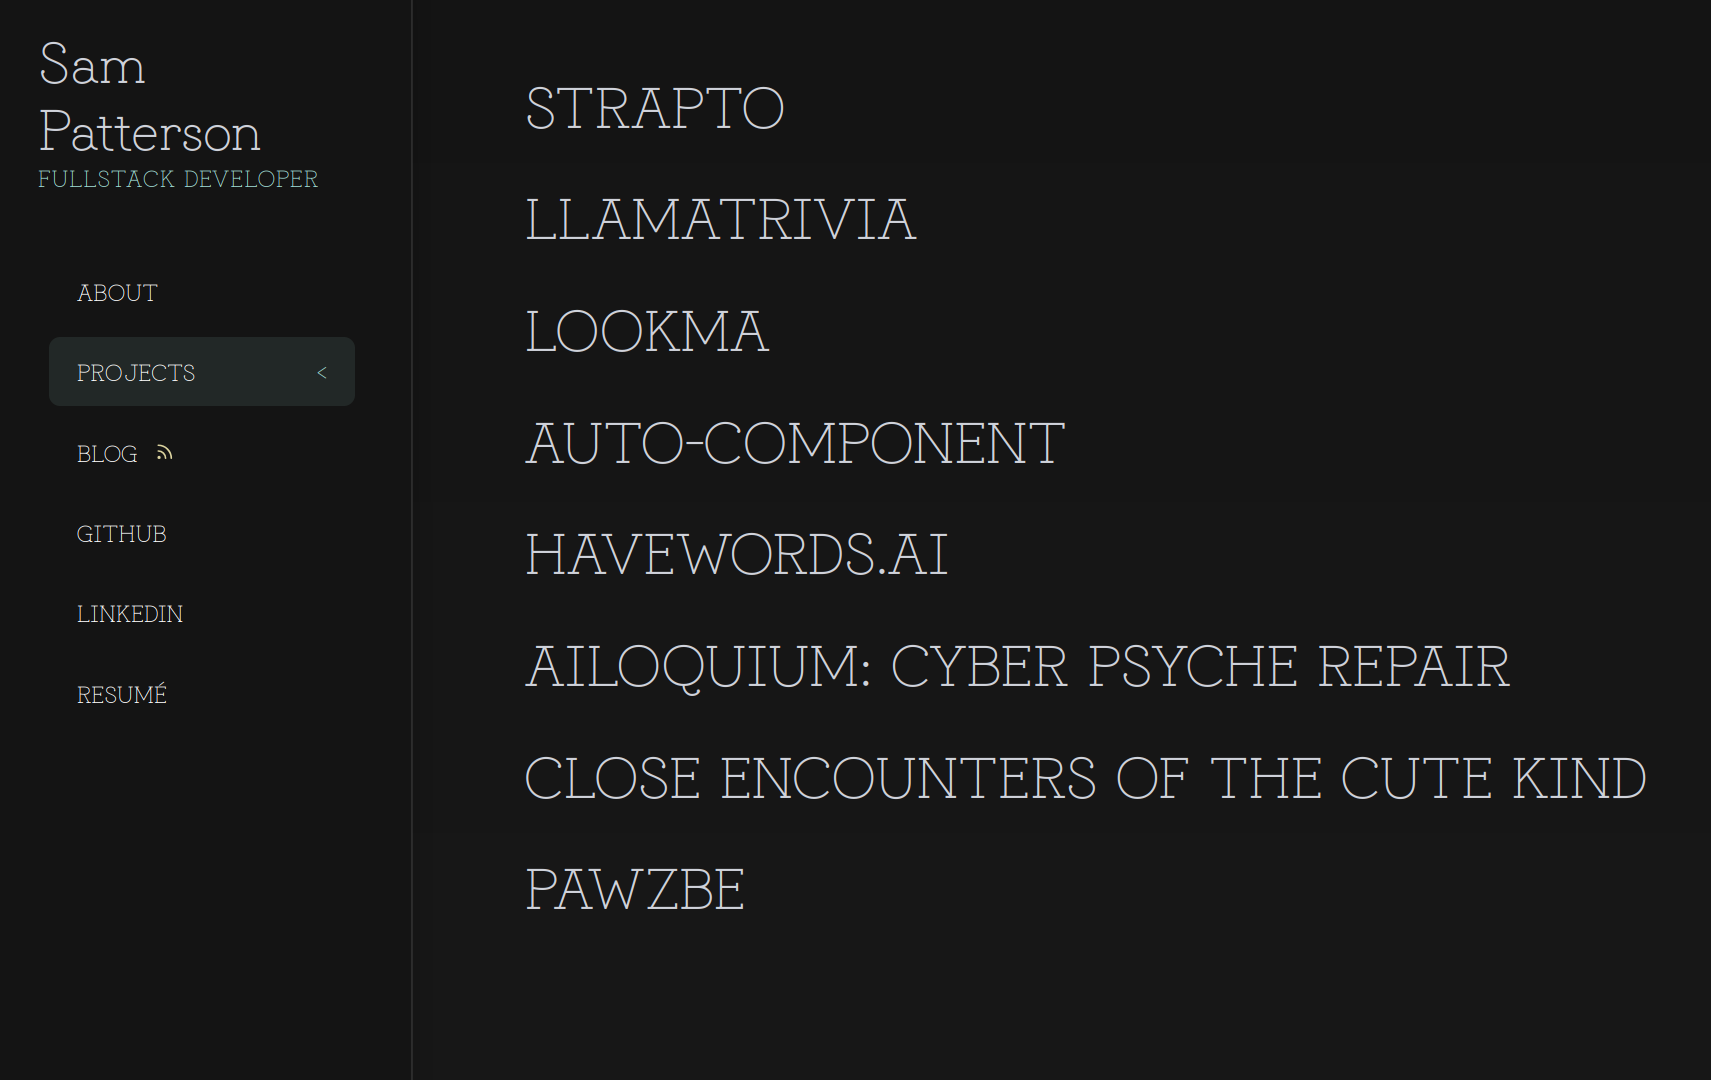 Sam
Patterson
FULLSTACK DEVELOPER
ABOUT
PROJECTS <
BLOG
GITHUB
LINKEDIN
RESUMÉ
STRAPTO
LLAMATRIVIA
LOOKMA
AUTO-COMPONENT
HAVEWORDS.AI
AILOQUIUM: CYBER PSYCHE REPAIR
CLOSE ENCOUNTERS OF THE CUTE KIND
PAWZBE